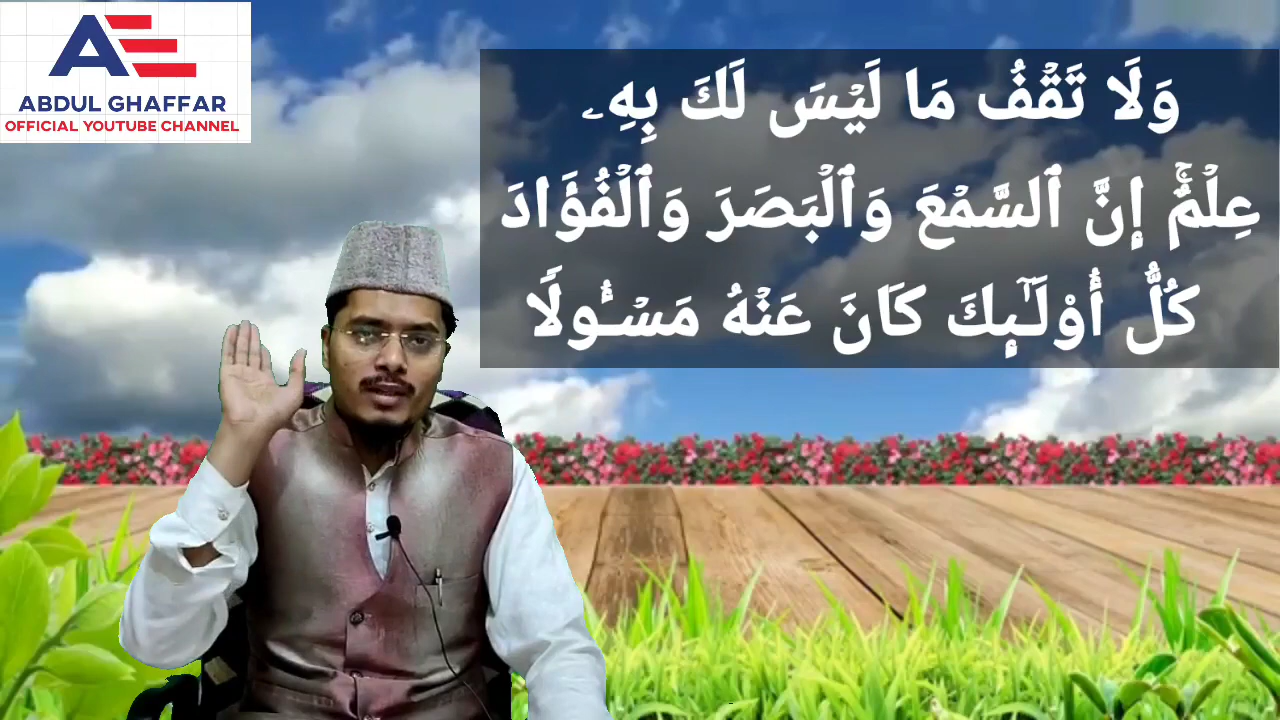 ABDUL GHAFFAR
OFFICIAL YOUTUBE CHANNEL
وَلَا تَقۡفُ مَا لَيۡسَ لَكَ بِهِۦ
عِلۡمٌۚ إِنَّ ٱلسَّمۡعَ وَٱلۡبَصَرَ وَٱلۡفُؤَادَ
كُلُّ أُوْلَـٰٓئِكَ كَانَ عَنۡهُ مَسۡـُٔولًا